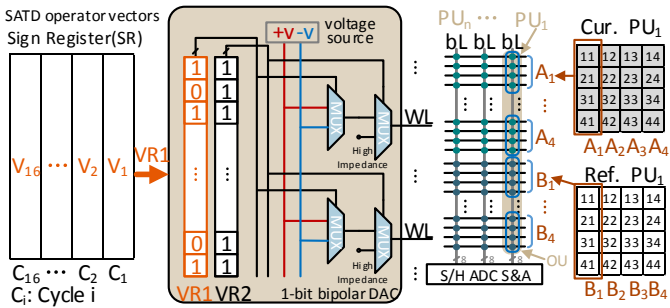 SATD operator vectors
Sign Register(SR)
V16 ··· V2 V1
C16 ··· C2 C1
Ci: Cycle i
VR1
+V -V
voltage
source
1 1
0 1
1 1
0 1
1 1
VR1 VR2
MUX
MUX
High
Impedance
MUX
MUX
High
Impedance
1-bit bipolar DAC
WL
WL
PUn ··· PU1
bL bL bL
A1
A4
B1
B4
OU
8 8 8
S/H ADC S&A
Cur. PU1
11 12 13 14
21 22 23 24
31 32 33 34
41 42 43 44
A1 A2 A3 A4
Ref. PU1
11 12 13 14
21 22 23 24
31 32 33 34
41 42 43 44
B1 B2 B3 B4